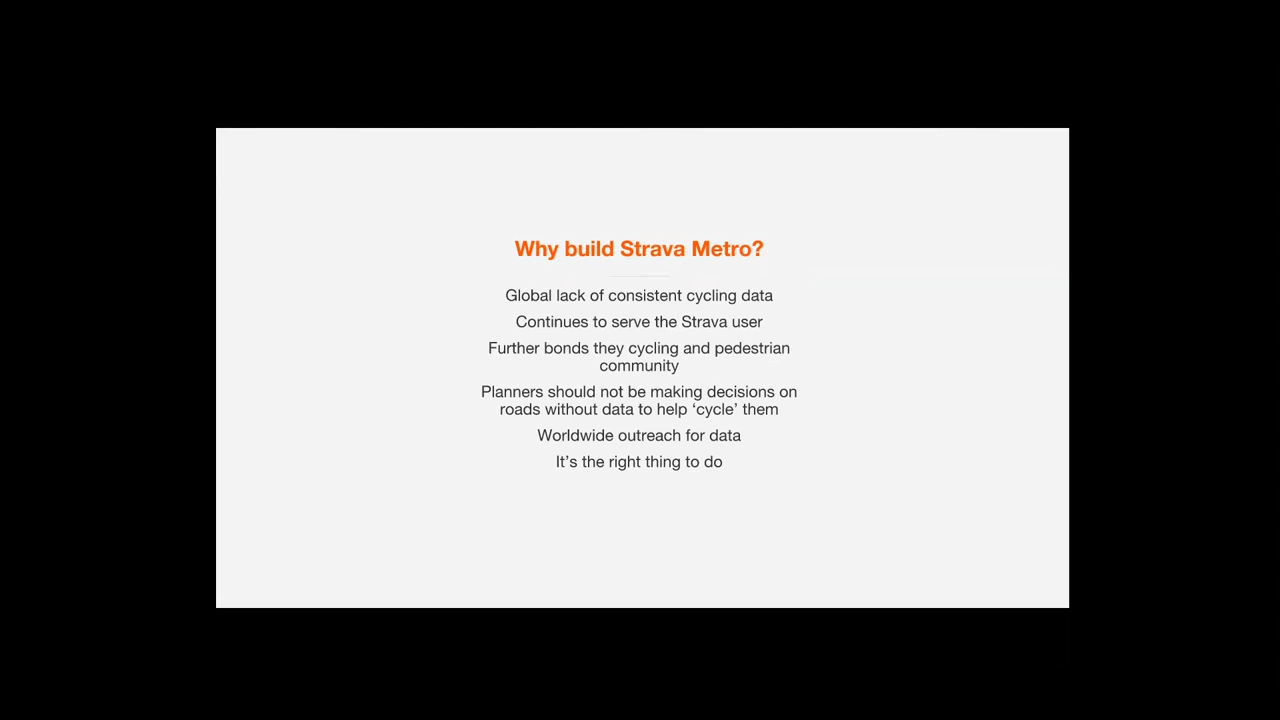 Why build Strava Metro?
Global lack of consistent cycling data
Continues to serve the Strava user
Further bonds they cycling and pedestrian
community
Planners should not be making decisions on
roads without data to help ‘cycle’ them
Worldwide outreach for data
It’s the right thing to do